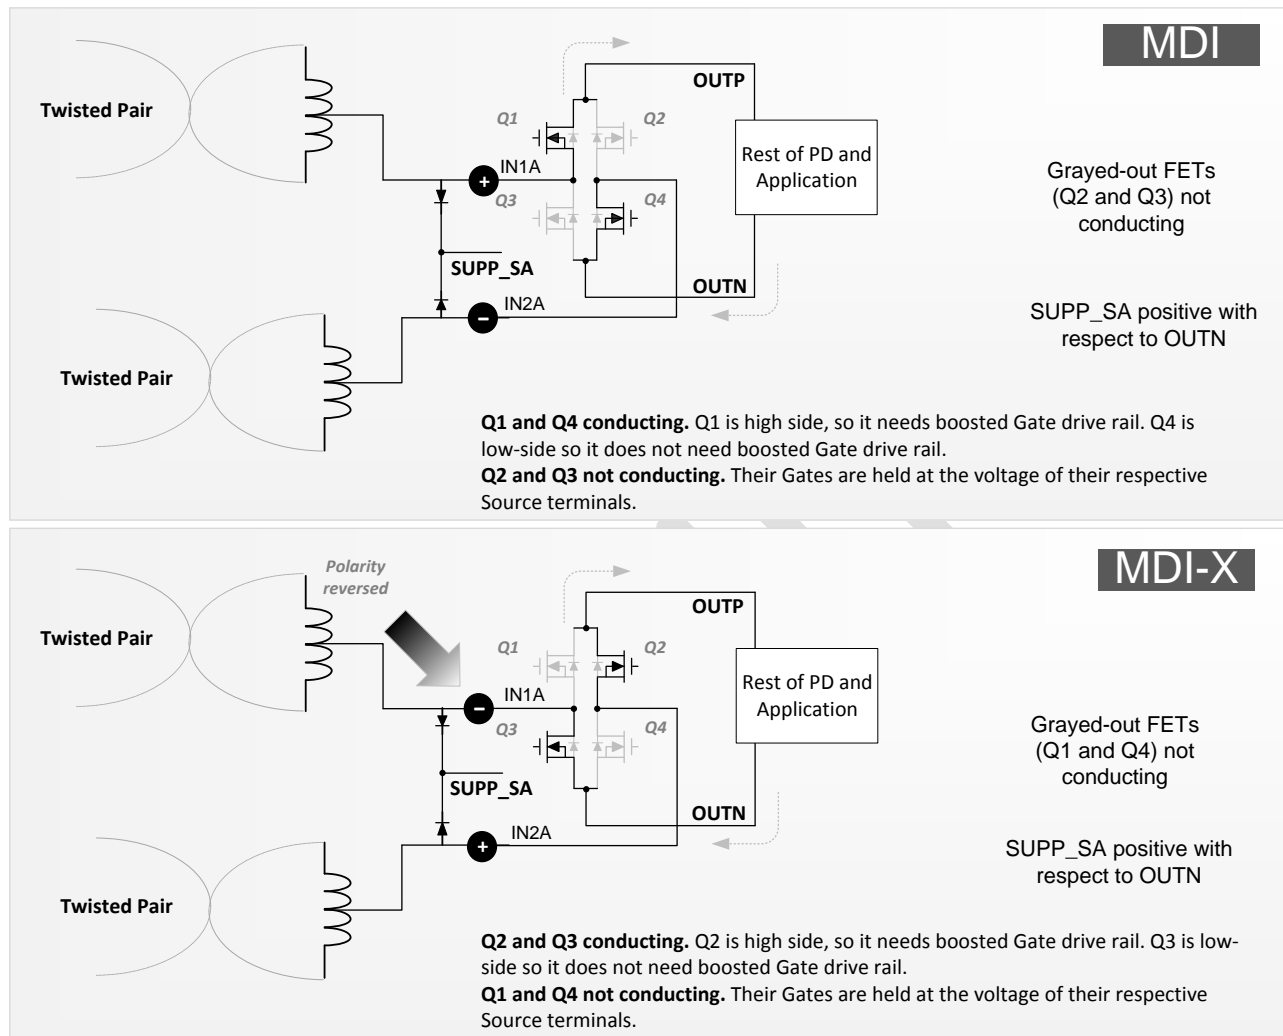 MDI
Twisted Pair
OUTP
Q1
Q2
Rest of PD and
Application
IN1A
+
Q3
Q4
Grayed-out FETs
(Q2 and Q3) not
conducting
SUPP_SA
OUTN
IN2A
-
SUPP_SA positive with
respect to OUTN
Twisted Pair
Q1 and Q4 conducting. Q1 is high side, so it needs boosted Gate drive rail. Q4 is
low-side so it does not need boosted Gate drive rail.
Q2 and Q3 not conducting. Their Gates are held at the voltage of their respective
Source terminals.
MDI-X
Polarity
reversed
Twisted Pair
OUTP
Q1
Q2
Rest of PD and
Application
IN1A
-
Q3
Q4
Grayed-out FETs
(Q1 and Q4) not
conducting
SUPP_SA
OUTN
IN2A
+
SUPP_SA positive with
respect to OUTN
Twisted Pair
Q2 and Q3 conducting. Q2 is high side, so it needs boosted Gate drive rail. Q3 is low-
side so it does not need boosted Gate drive rail.
Q1 and Q4 not conducting. Their Gates are held at the voltage of their respective
Source terminals.